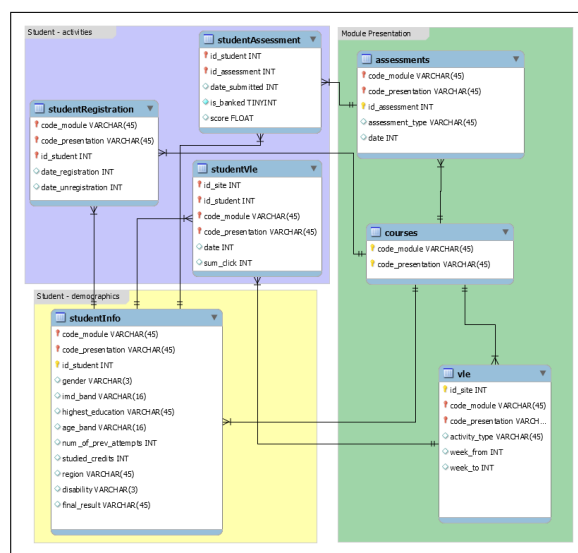 Student - activities
studentAssessment
id_student INT
id_assessment INT
date_submitted INT
is_banked TINYINT
score FLOAT
studentRegistration
code_module VARCHAR(45)
code_presentation VARCHAR(45)
id_student INT
date_registration INT
date_unregistration INT
studentVle
id_site INT
id_student INT
code_module VARCHAR(45)
code_presentation VARCHAR(45)
date INT
sum_click INT
Student - demographics
studentInfo
code_module VARCHAR(45)
code_presentation VARCHAR(45)
id_student INT
gender VARCHAR(3)
imd_band VARCHAR(16)
highest_education VARCHAR(45)
age_band VARCHAR(16)
num_of_prev_attempts INT
studied_credits INT
region VARCHAR(45)
disability VARCHAR(3)
final_result VARCHAR(45)
Module Presentation
assessments
code_module VARCHAR(45)
code_presentation VARCHAR(45)
id_assessment INT
assessment_type VARCHAR(45)
date INT
courses
code_module VARCHAR(45)
code_presentation VARCHAR(45)
vle
id_site INT
code_module VARCHAR(45)
code_presentation VARCH...
activity_type VARCHAR(45)
week_from INT
week_to INT